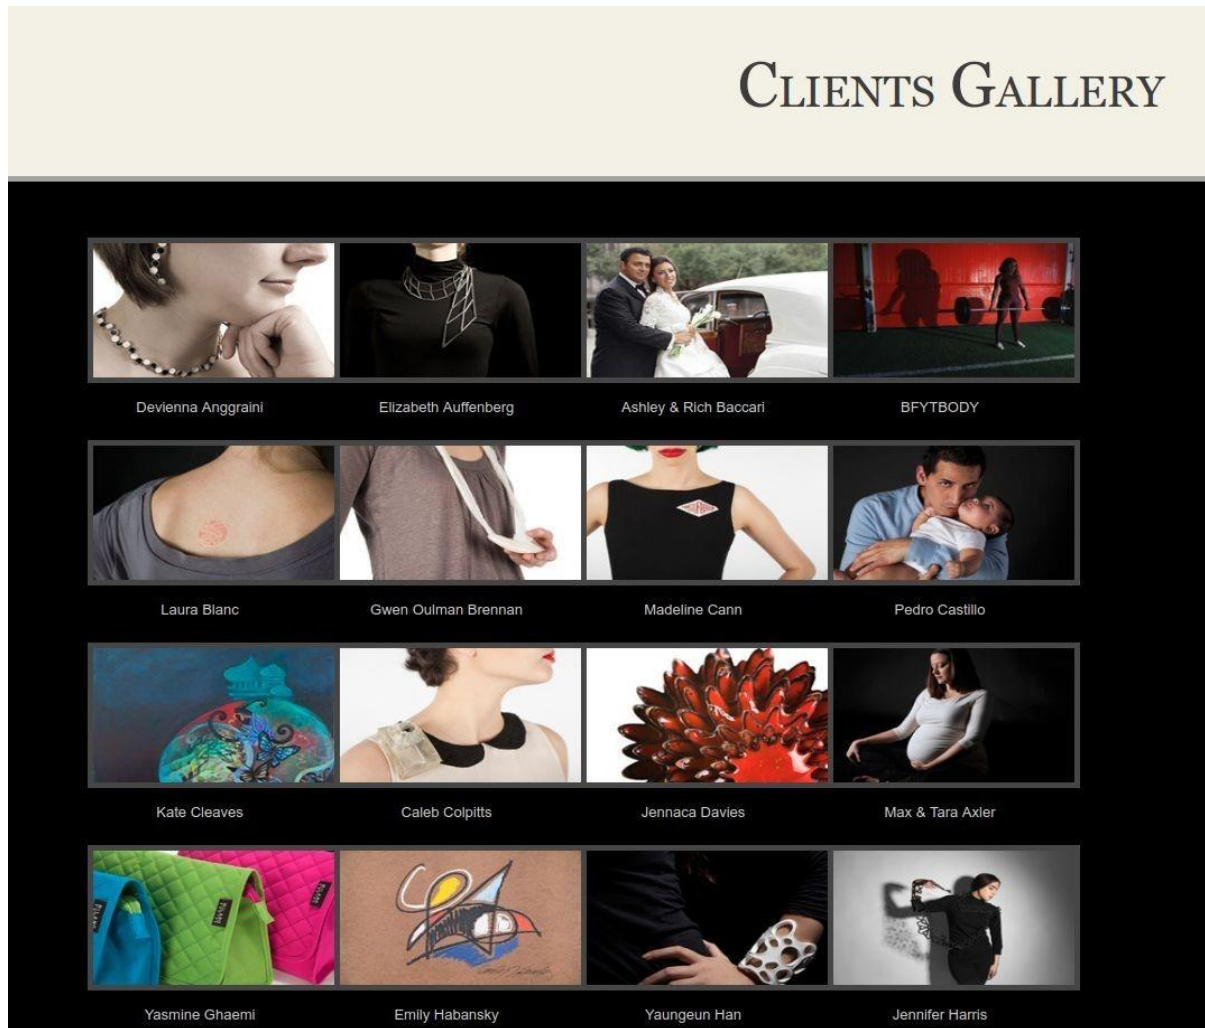 Clients Gallery
Devienna Anggraini
Elizabeth Auffenberg
Ashley & Rich Baccari
BFYTBODY
Laura Blanc
Gwen Oulman Brennan
Madeline Cann
Pedro Castillo
Kate Cleaves
Caleb Colpitts
Jennaca Davies
Max & Tara Axler
Yasmine Ghaemi
Emily Habansky
Yaungeun Han
Jennifer Harris